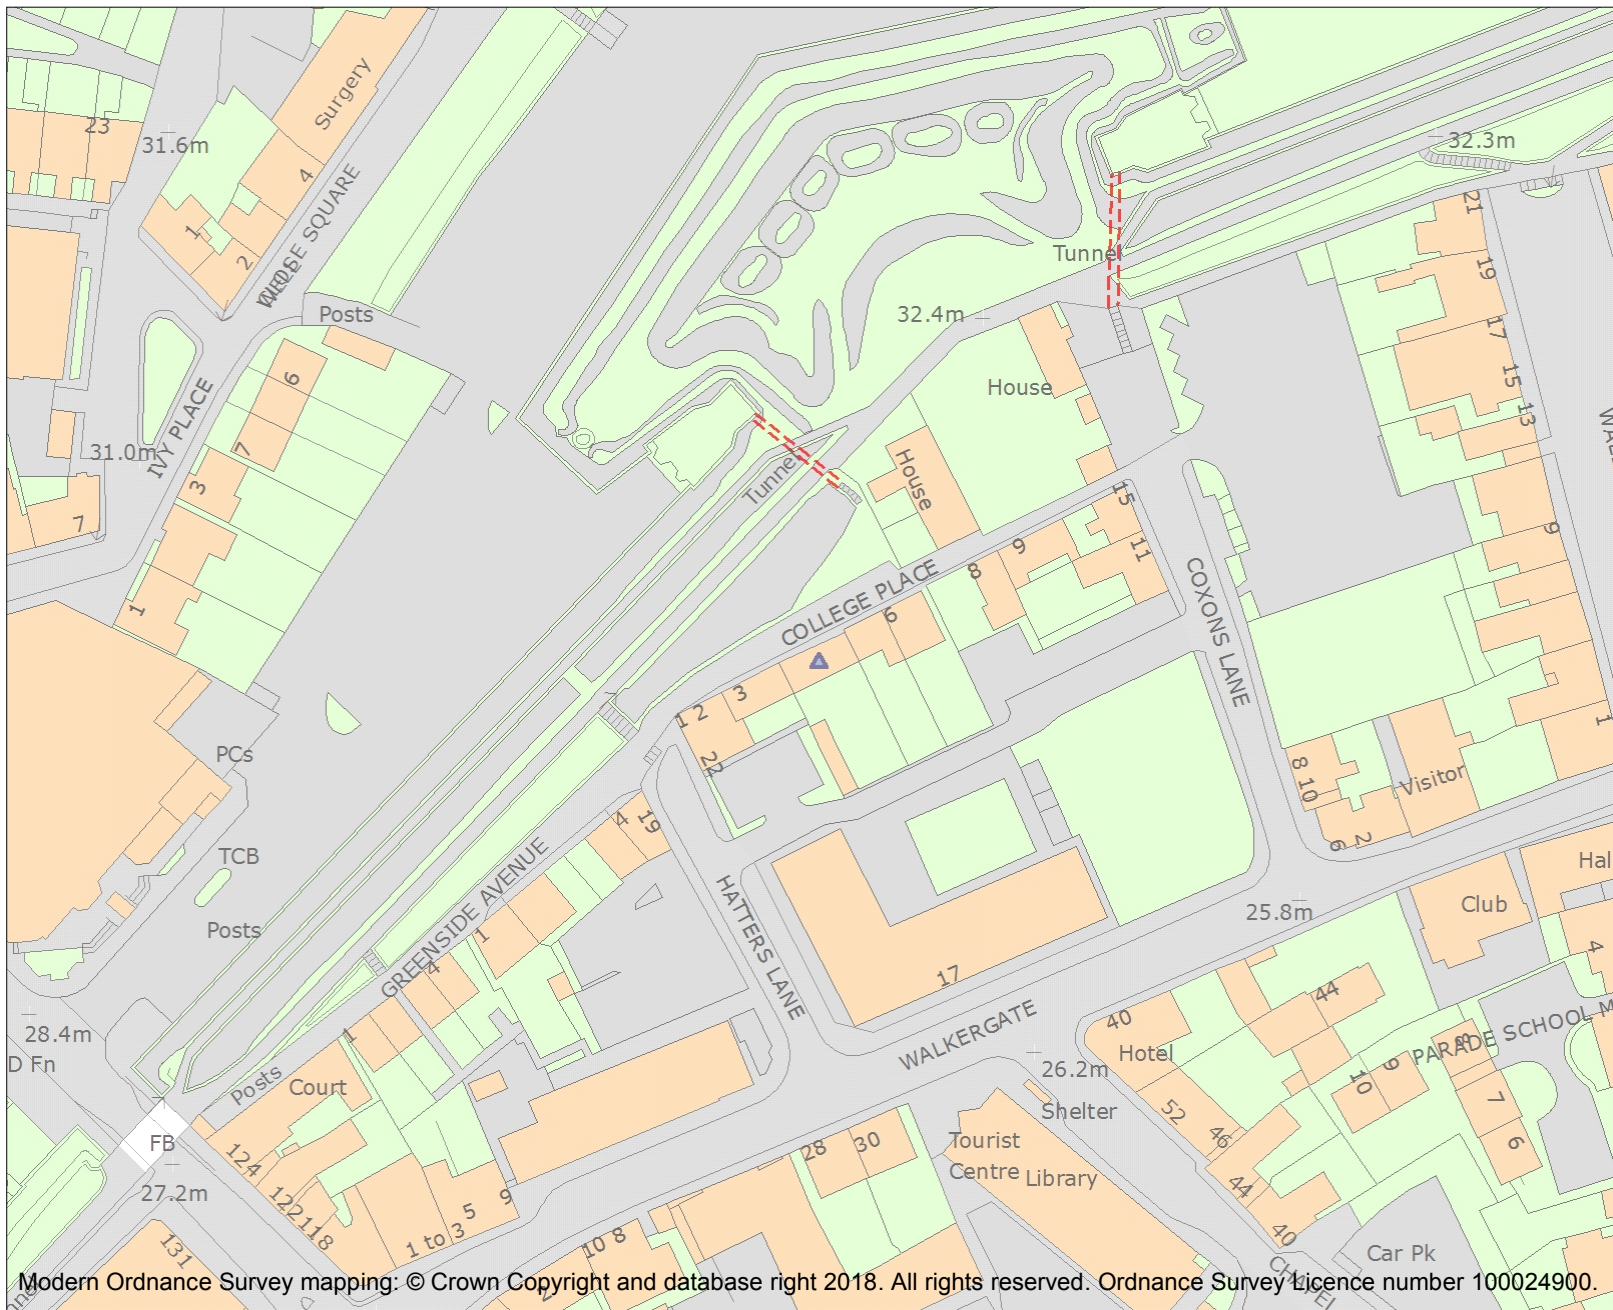 Surgery
23
31.6m
4
32.3m
WELL CLOSE SQUARE
1
2
21
Tunnel
19
Posts
32.4m
17
6
House
15
13
IVY PLACE
31.0m
7
3
House
Tunnel
15
7
9
9
11
8
COLLEGE PLACE
COXONS LANE
1
6
3
1 2
22
PCs
8 10
Visitor
1
4
19
6
2
TCB
Hal
GREENSIDE AVENUE
HATTERS LANE
Club
25.8m
Posts
1
4
4
17
44
28.4m
D Fn
1
WALKERGATE
40
Hotel
PARADE SCHOOL M
8
26.2m
9
10
Posts
Court
52
Shelter
7
FB
124
28
30
Tourist
Centre
Library
46
6
27.2m
122
118
44
9
5
1 to 3
131
10 8
40
Car Pk
2
CHAPEL
Modern Ordnance Survey mapping: © Crown Copyright and database right 2018. All rights reserved. Ordnance Survey Licence number 100024900.